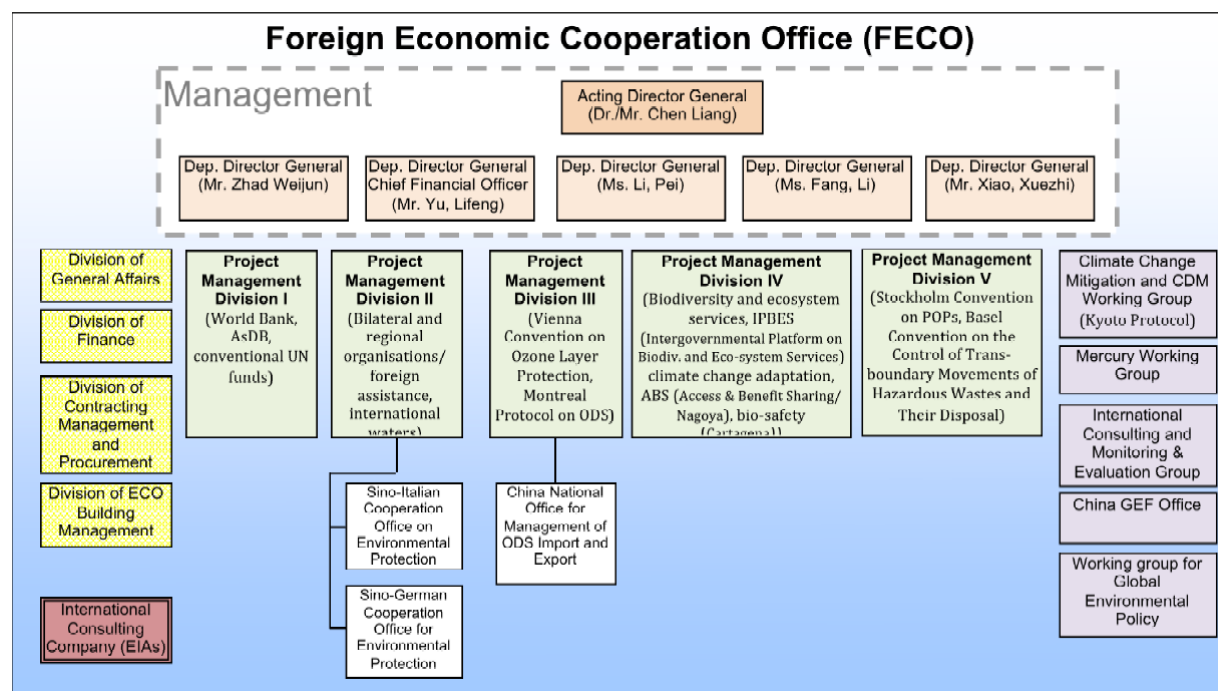 Foreign Economic Cooperation Office (FECO)
Management
Acting Director General
(Dr./Mr. Chen Liang)
Dep. Director General
(Mr. Zhad Weijun)
Dep. Director General
Chief Financial Officer
(Mr. Yu, Lifeng)
Dep. Director General
(Ms. Li, Pei)
Dep. Director General
(Ms. Fang, Li)
Dep. Director General
(Mr. Xiao, Xuezhi)
Division of
General Affairs
Division of
Finance
Division of
Contracting
Management
and
Procurement
Division of ECO
Building
Management
International
Consulting
Company (EIAs)
Project
Management
Division I
(World Bank,
AsDB,
conventional UN
funds)
Project
Management
Division II
(Bilateral and
regional
organisations/
foreign
assistance,
international
waters)
Sino-Italian
Cooperation
Office on
Environmental
Protection
Sino-German
Cooperation
Office for
Environmental
Protection
Project
Management
Division III
(Vienna
Convention on
Ozone Layer
Protection,
Montreal
Protocol on ODS)
China National
Office for
Management of
ODS Import and
Export
Project Management
Division IV
(Biodiversity and ecosystem
services, IPBES
(Intergovernmental Platform on
Biodiv. and Eco-system Services)
climate change adaptation,
ABS (Access & Benefit Sharing/
Nagoya), bio-safety
(Cartagena))
Project Management
Division V
(Stockholm Convention
on POPs, Basel
Convention on the
Control of Trans-
boundary Movements of
Hazardous Wastes and
Their Disposal)
Climate Change
Mitigation and CDM
Working Group
(Kyoto Protocol)
Mercury Working
Group
International
Consulting and
Monitoring &
Evaluation Group
China GEF Office
Working group for
Global
Environmental
Policy